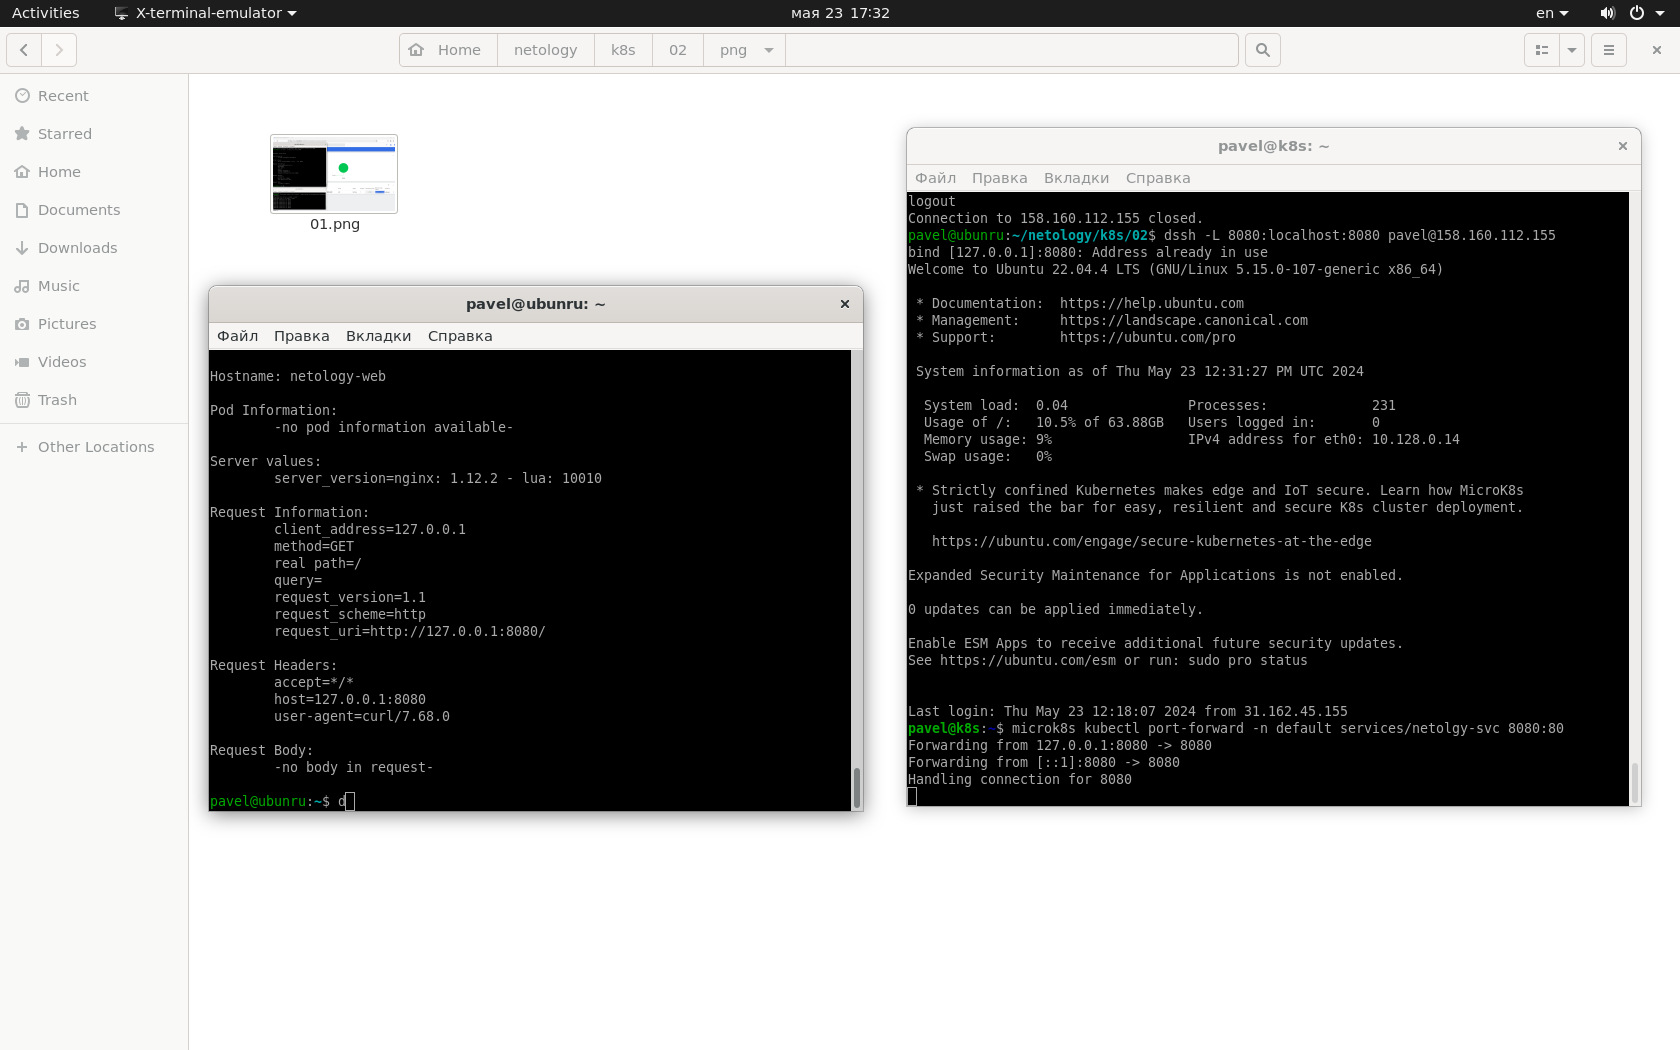 Activities
X-terminal-emulator
мая 23 17:32
en
Home
netology
k8s
02
png
Recent
Starred
Home
Documents
Downloads
Music
Pictures
Videos
Trash
Other Locations
01.png
pavel@ubunru: ~
Файл Правка Вкладки Справка
Hostname: netology-web
Pod Information:
-no pod information available-
Server values:
server_version=nginx: 1.12.2 - lua: 10010
Request Information:
client_address=127.0.0.1
method=GET
real path=/
query=
request_version=1.1
request_scheme=http
request_uri=http://127.0.0.1:8080/
Request Headers:
accept=*/*
host=127.0.0.1:8080
user-agent=curl/7.68.0
Request Body:
-no body in request-
pavel@ubunru:~$ d
pavel@k8s: ~
Файл Правка Вкладки Справка
logout
Connection to 158.160.112.155 closed.
pavel@ubunru:~/netology/k8s/02$ dssh -L 8080:localhost:8080 pavel@158.160.112.155
bind [127.0.0.1]:8080: Address already in use
Welcome to Ubuntu 22.04.4 LTS (GNU/Linux 5.15.0-107-generic x86_64)
* Documentation: https://help.ubuntu.com
* Management: https://landscape.canonical.com
* Support: https://ubuntu.com/pro
System information as of Thu May 23 12:31:27 PM UTC 2024
System load: 0.04 Processes: 231
Usage of /: 10.5% of 63.88GB Users logged in: 0
Memory usage: 9% IPv4 address for eth0: 10.128.0.14
Swap usage: 0%
* Strictly confined Kubernetes makes edge and IoT secure. Learn how MicroK8s
just raised the bar for easy, resilient and secure K8s cluster deployment.
https://ubuntu.com/engage/secure-kubernetes-at-the-edge
Expanded Security Maintenance for Applications is not enabled.
0 updates can be applied immediately.
Enable ESM Apps to receive additional future security updates.
See https://ubuntu.com/esm or run: sudo pro status
Last login: Thu May 23 12:18:07 2024 from 31.162.45.155
pavel@k8s:~$ microk8s kubectl port-forward -n default services/netolgy-svc 8080:80
Forwarding from 127.0.0.1:8080 -> 8080
Forwarding from [::1]:8080 -> 8080
Handling connection for 8080